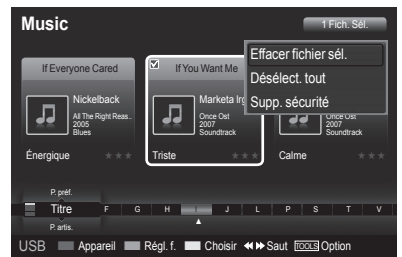 Music
1 Fich. Sél.
Effacer fichier sél.
Désélect. tout
Supp. sécurité
If Everyone Cared
If You Want Me
Nickelback
All The Right Reas..
2005
Blues
Marketa Irg
Once Ost
2007
Soundtrack
Once Ost
2007
Soundtrack
Énergique
Triste
Calme
P. préf.
Titre F G H I J L P S T V
P. artis.
USB Appareil Régl. f. Choisir Saut TOOLS Option